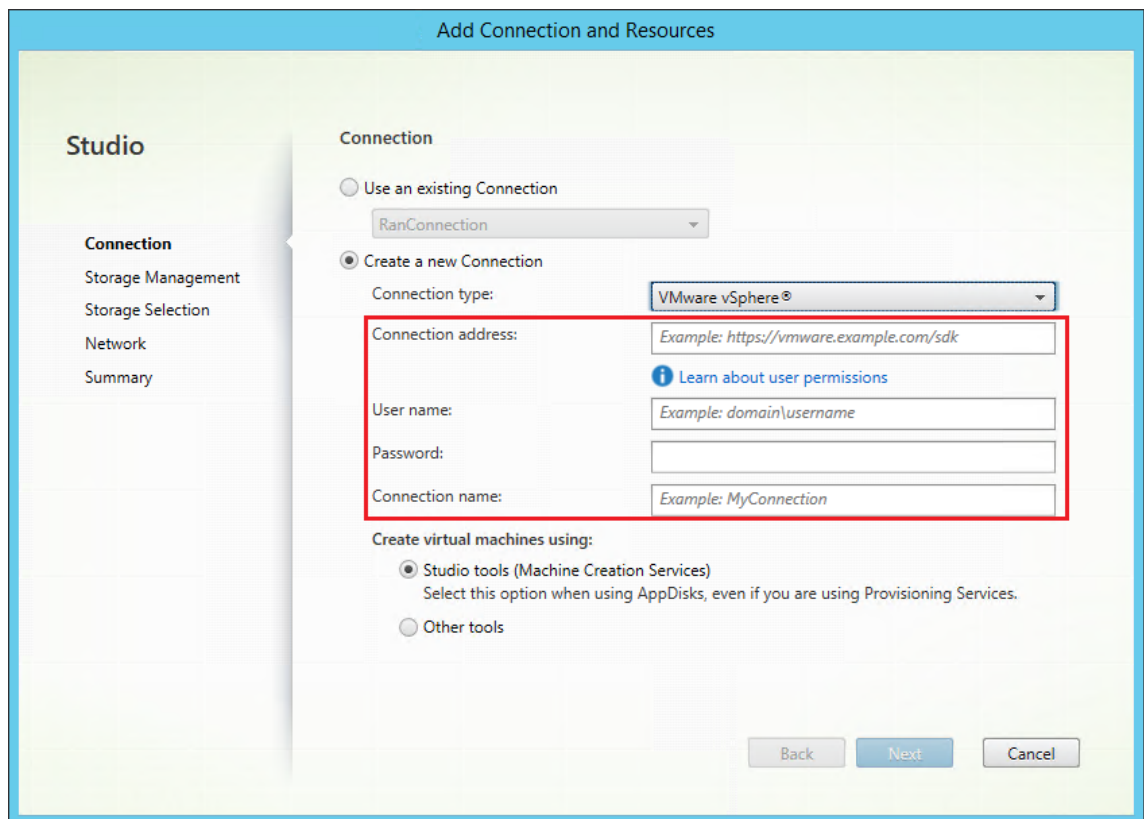 Add Connection and Resources
Studio
Connection
Storage Management
Storage Selection
Network
Summary
Connection
Use an existing Connection
RanConnection
Create a new Connection
Connection type:
VMware vSphere®
Connection address:
Example: https://vmware.example.com/sdk
Learn about user permissions
User name:
Example: domain\username
Password:
Connection name:
Example: MyConnection
Create virtual machines using:
Studio tools (Machine Creation Services)
Select this option when using AppDisks, even if you are using Provisioning Services.
Other tools
Back
Next
Cancel